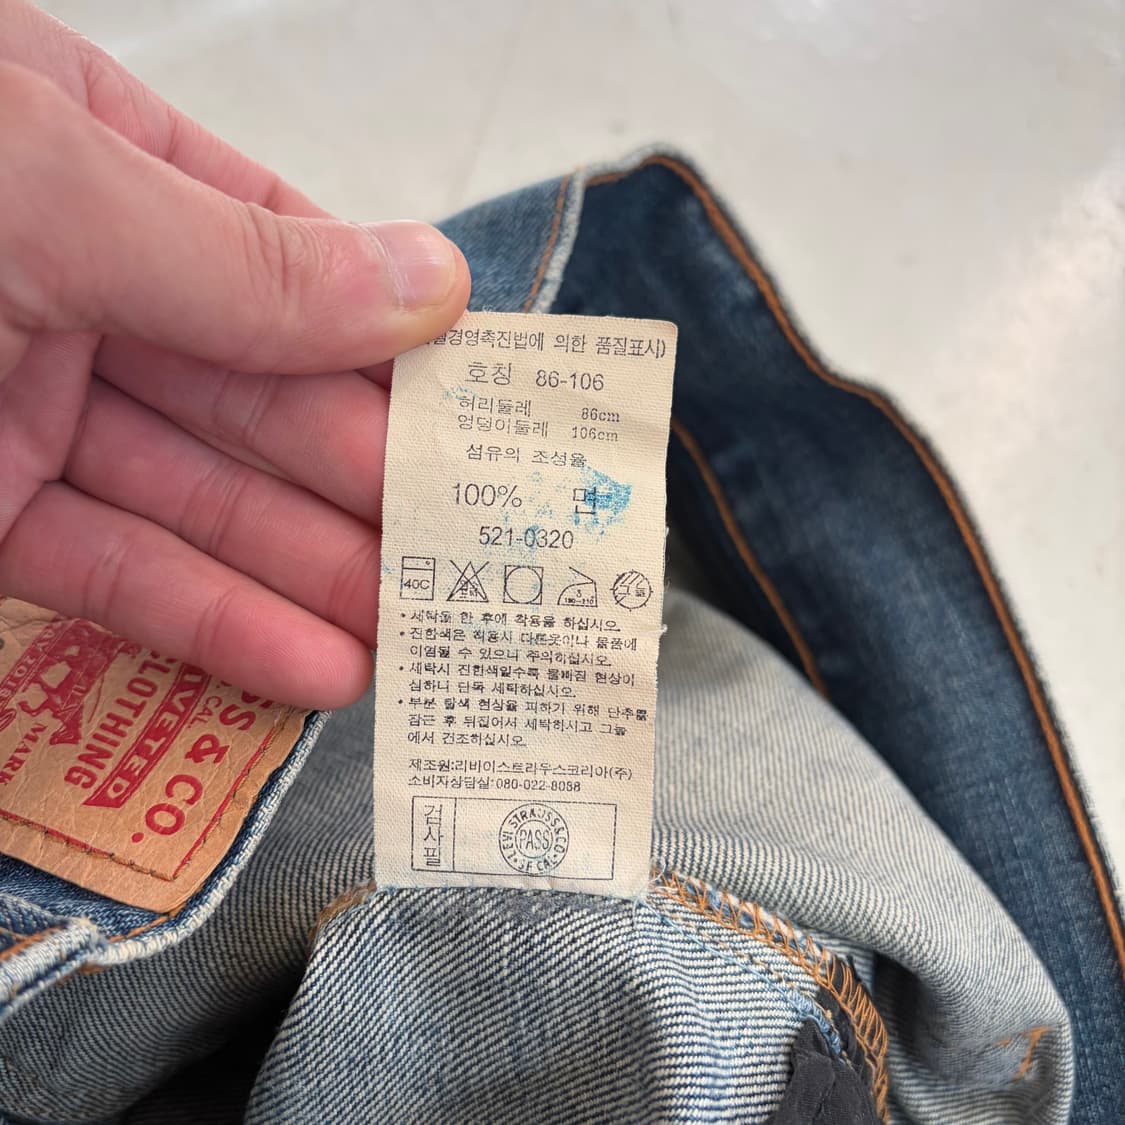 경영촉진법에 의한 품질표시)
호칭 86-106
허리둘레 86cm
엉덩이둘레 106cm
섬유의 조성율
100% 면
521-0320
40C
• 세탁을 한 후에 착용을 하십시오.
• 진한색은 착용시 다른옷이나 물품에
이염될 수 있으니 주의하십시오.
• 세탁시 진한색일수록 물빠짐 현상이
심하니 단독 세탁하십시오.
• 부분 탈색 현상을 피하기 위해 단추를
잠근 후 뒤집어서 세탁하시고 그늘
에서 건조하십시오.
제조원:리바이스트라우스코리아(주)
소비자상담실:080-022-8088
검사필
STRAUSS & CO.
PASS
SF CAL
& CO.
CAL.
RIVETED
CLOTHING
MARK